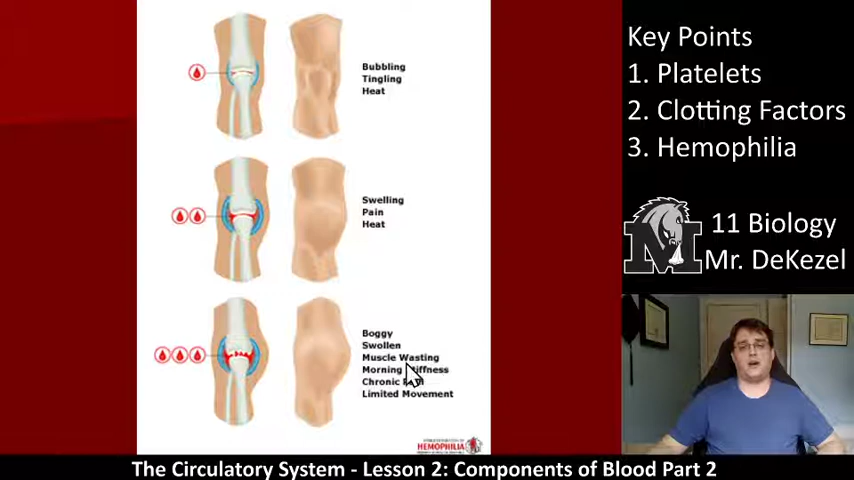 Bubbling
Tingling
Heat
Swelling
Pain
Heat
Boggy
Swollen
Muscle Wasting
Morning Stiffness
Chronic Pain
Limited Movement
HEMOPHILIA
Key Points
1. Platelets
2. Clotting Factors
3. Hemophilia
M
11 Biology
Mr. DeKezel
The Circulatory System - Lesson 2: Components of Blood Part 2